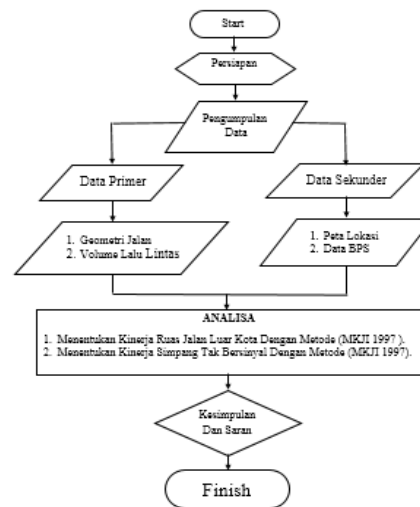 Start
Persiapan
Pengumpulan
Data
Data Primer
Data Sekunder
1. Geometri Jalan
2. Volume Lalu Lintas
1. Peta Lokasi
2. Data BPS
ANALISA
1. Menentukan Kinerja Ruas Jalan Luar Kota Dengan Metode (MKJI 1997 ).
2. Menentukan Kinerja Simpang Tak Bersinyal Dengan Metode (MKJI 1997).
Kesimpulan
Dan Saran
Finish